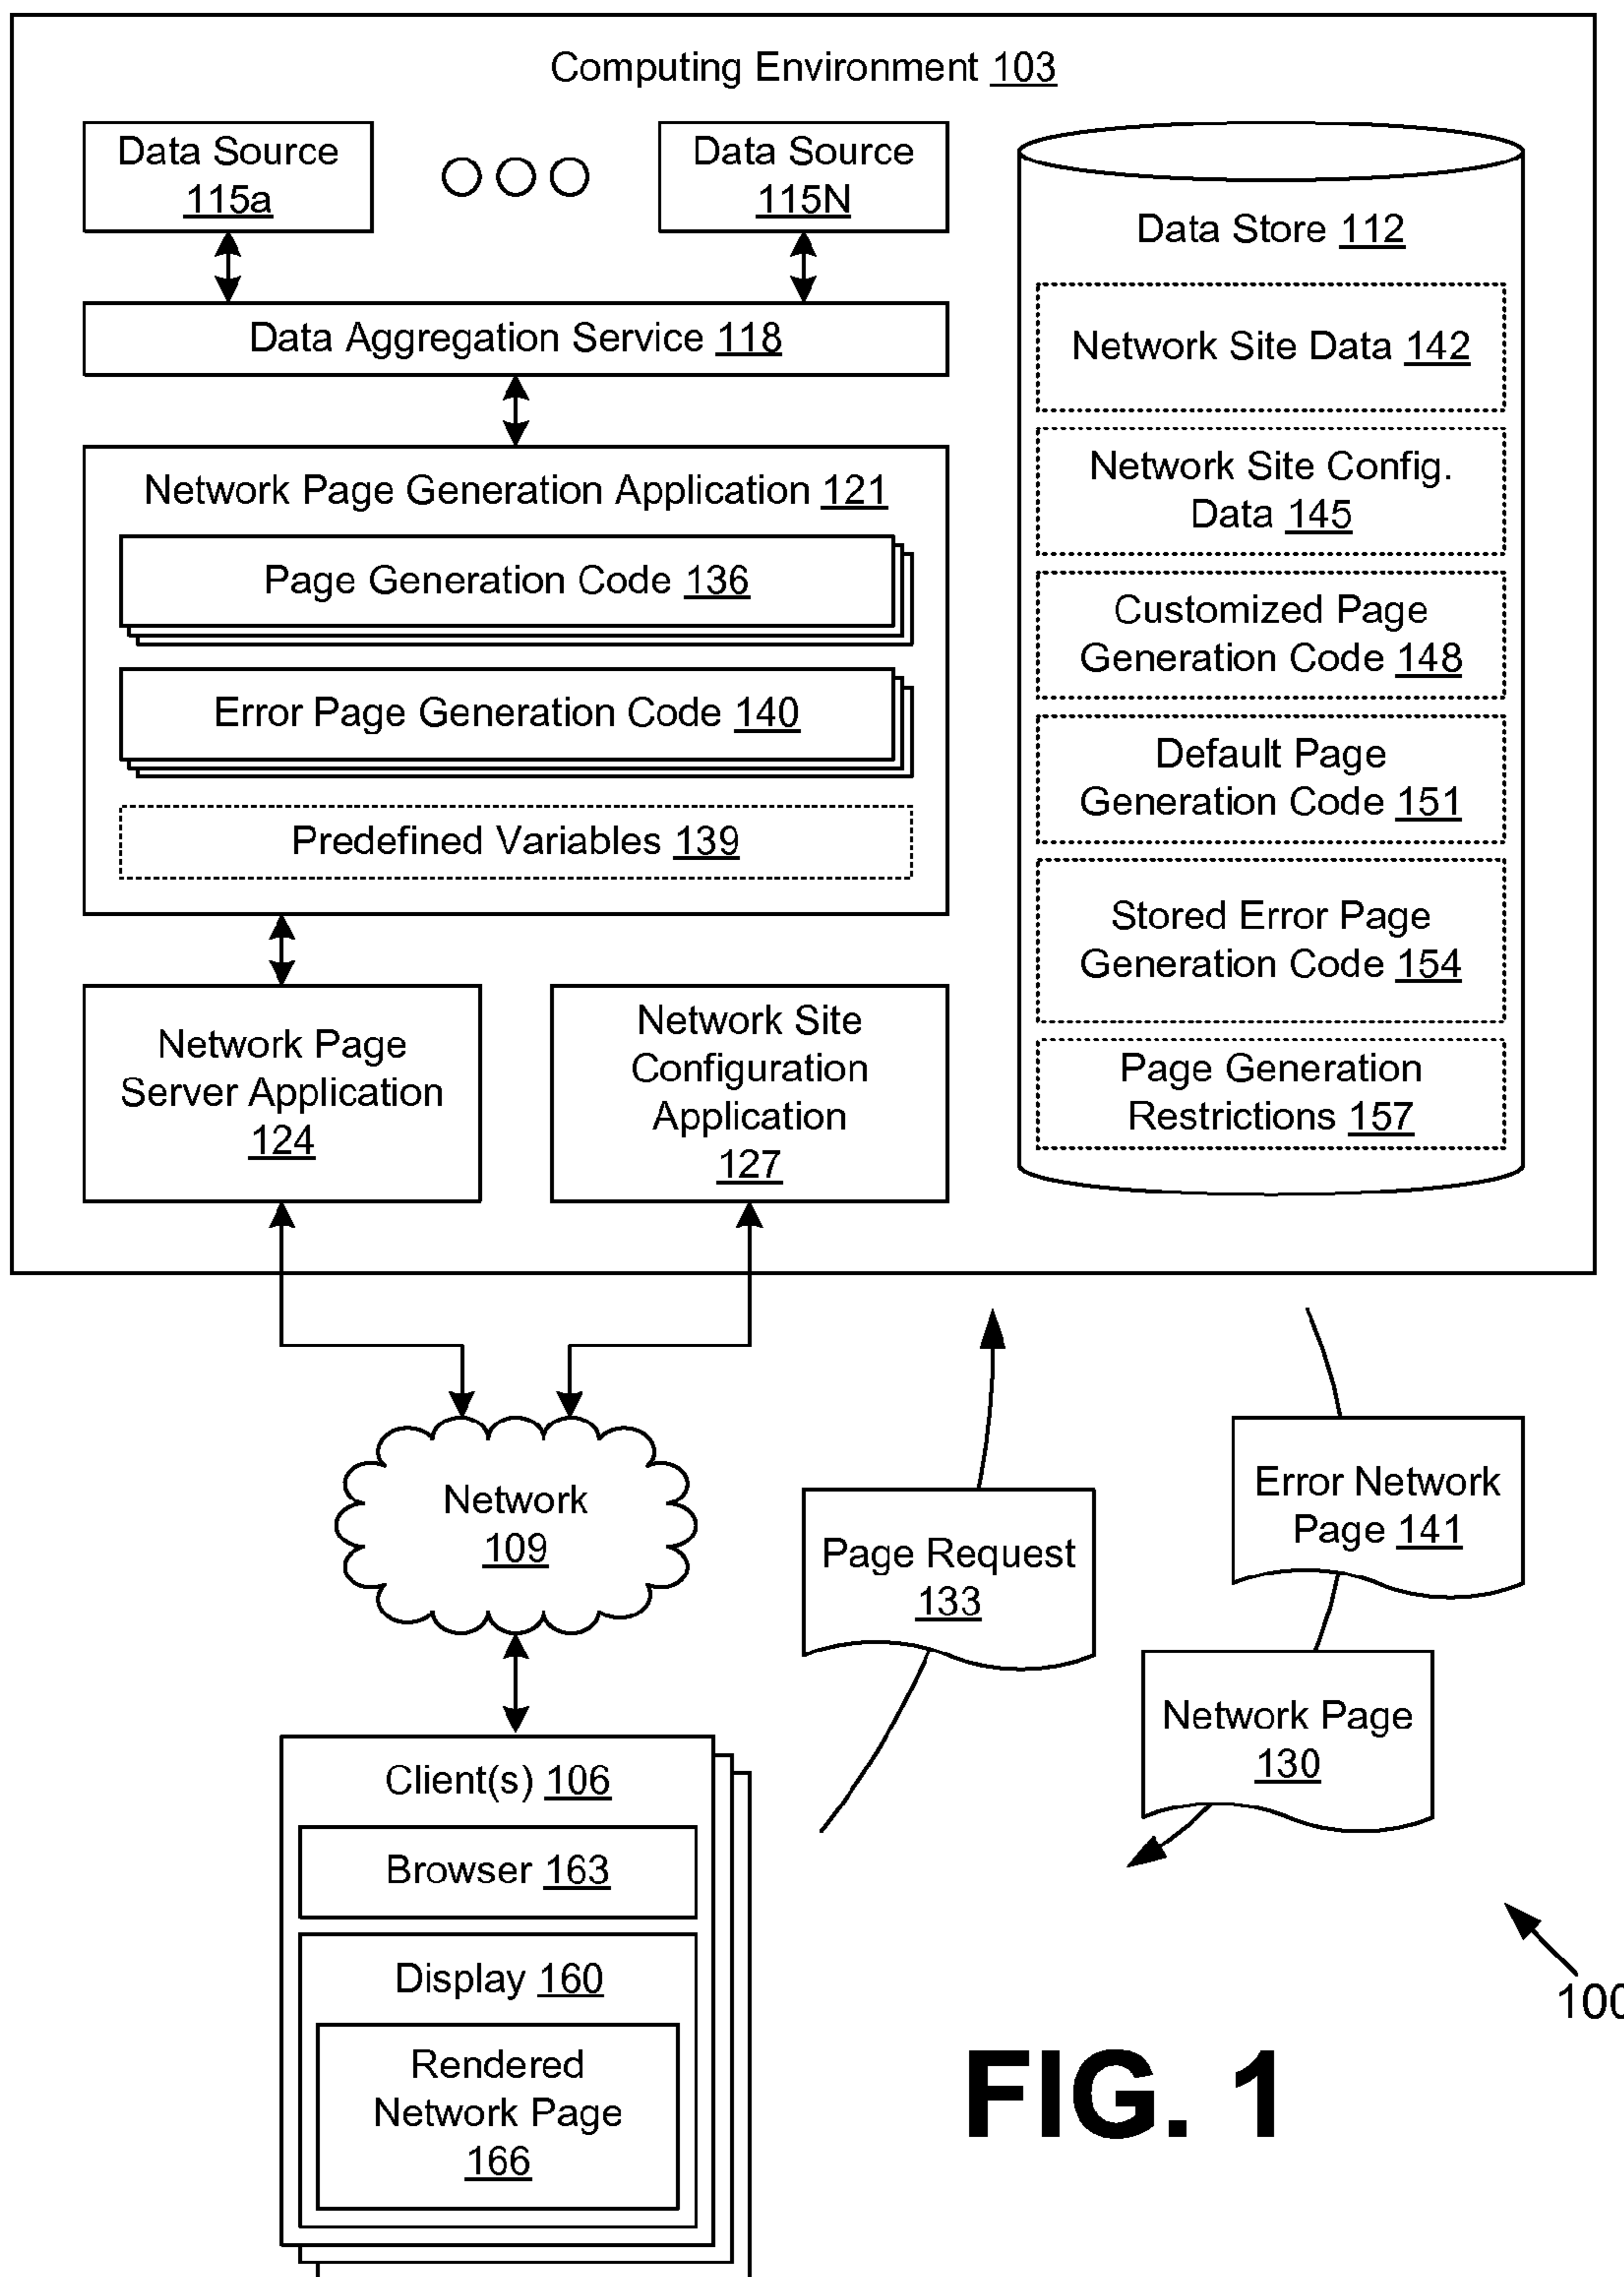 Computing Environment 103
Data Source
115a
Data Source
115N
Data Aggregation Service 118
Network Page Generation Application 121
Page Generation Code 136
Error Page Generation Code 140
Predefined Variables 139
Network Page
Server Application
124
Network Site
Configuration
Application
127
Data Store 112
Network Site Data 142
Network Site Config.
Data 145
Customized Page
Generation Code 148
Default Page
Generation Code 151
Stored Error Page
Generation Code 154
Page Generation
Restrictions 157
Network
109
Page Request
133
Error Network
Page 141
Network Page
130
Client(s) 106
Browser 163
Display 160
Rendered
Network Page
166
100
FIG. 1